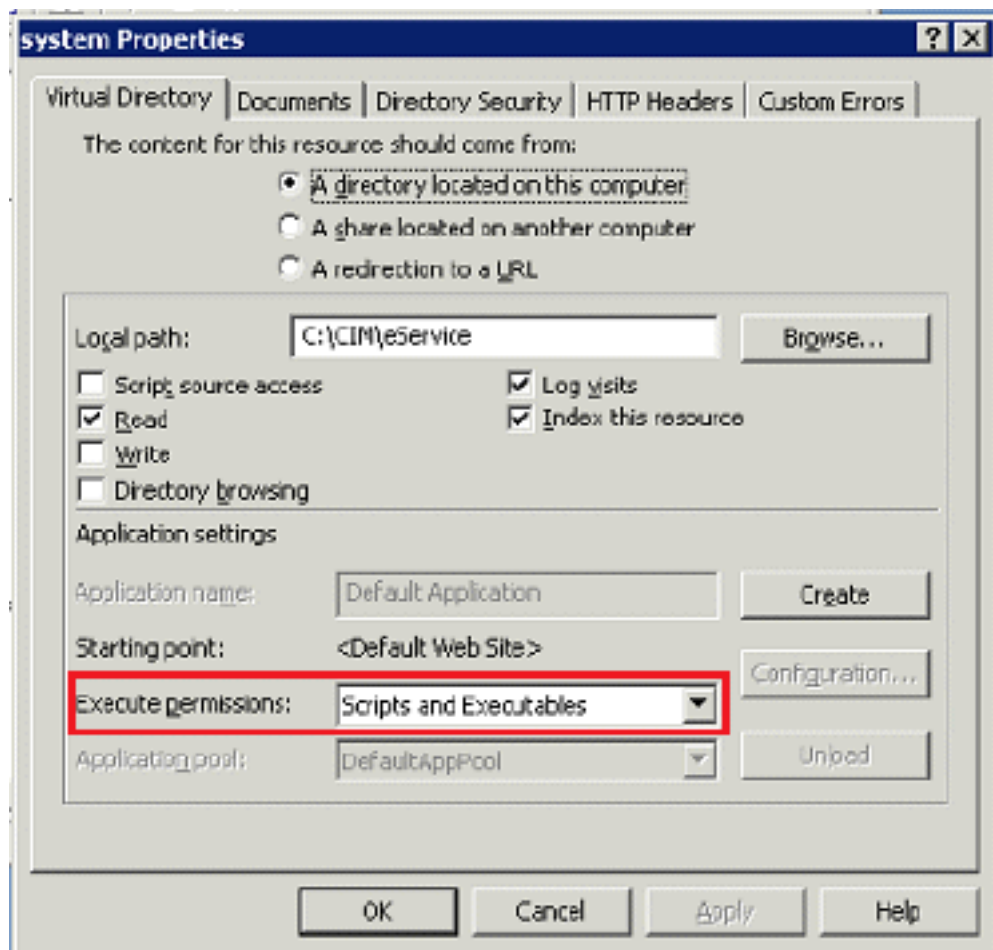 system Properties
Virtual Directory Documents Directory Security HTTP Headers Custom Errors
The content for this resource should come from:
A directory located on this computer
A share located on another computer
A redirection to a URL
Local path: C:\CIM\eService Browse...
Script source access Log visits
Read Index this resource
Write
Directory browsing
Application settings
Application name: Default Application Create
Starting point: <Default Web Site>
Configuration...
Execute permissions: Scripts and Executables
Application pool: DefaultAppPool Unload
OK Cancel Apply Help